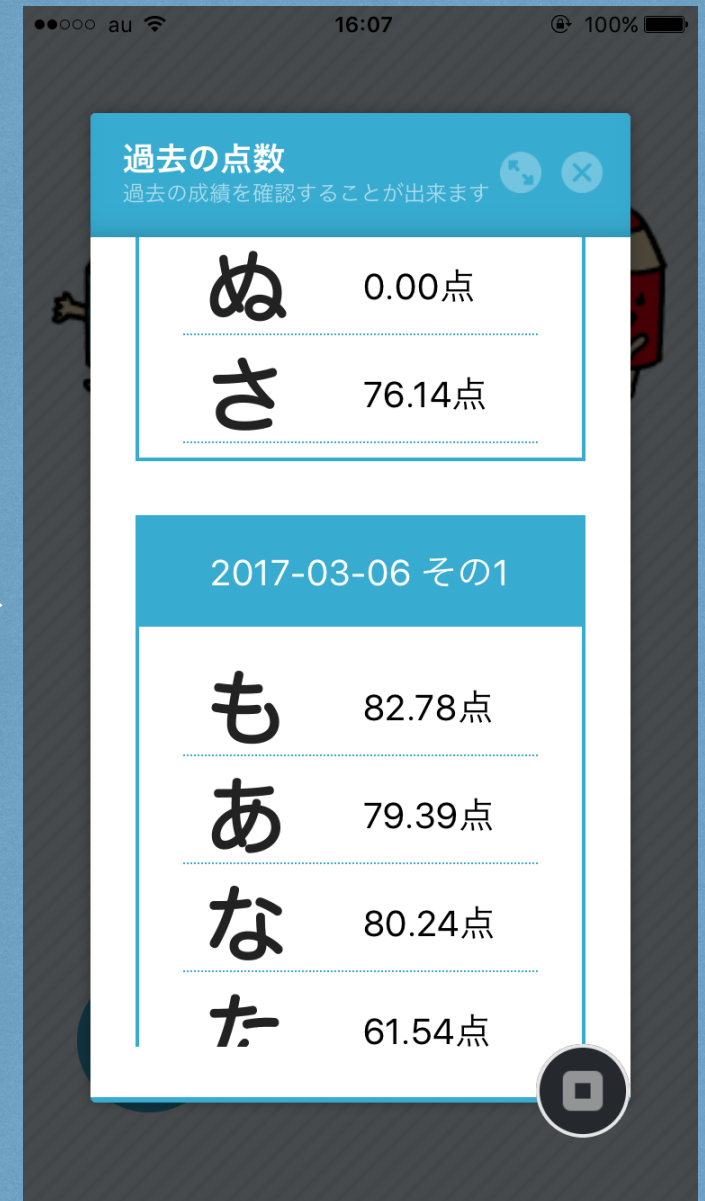 au 16:07 100%
過去の点数
過去の成績を確認することが出来ます
ぬ 0.00点
さ 76.14点
2017-03-06 その1
も 82.78点
あ 79.39点
な 80.24点
た 61.54点